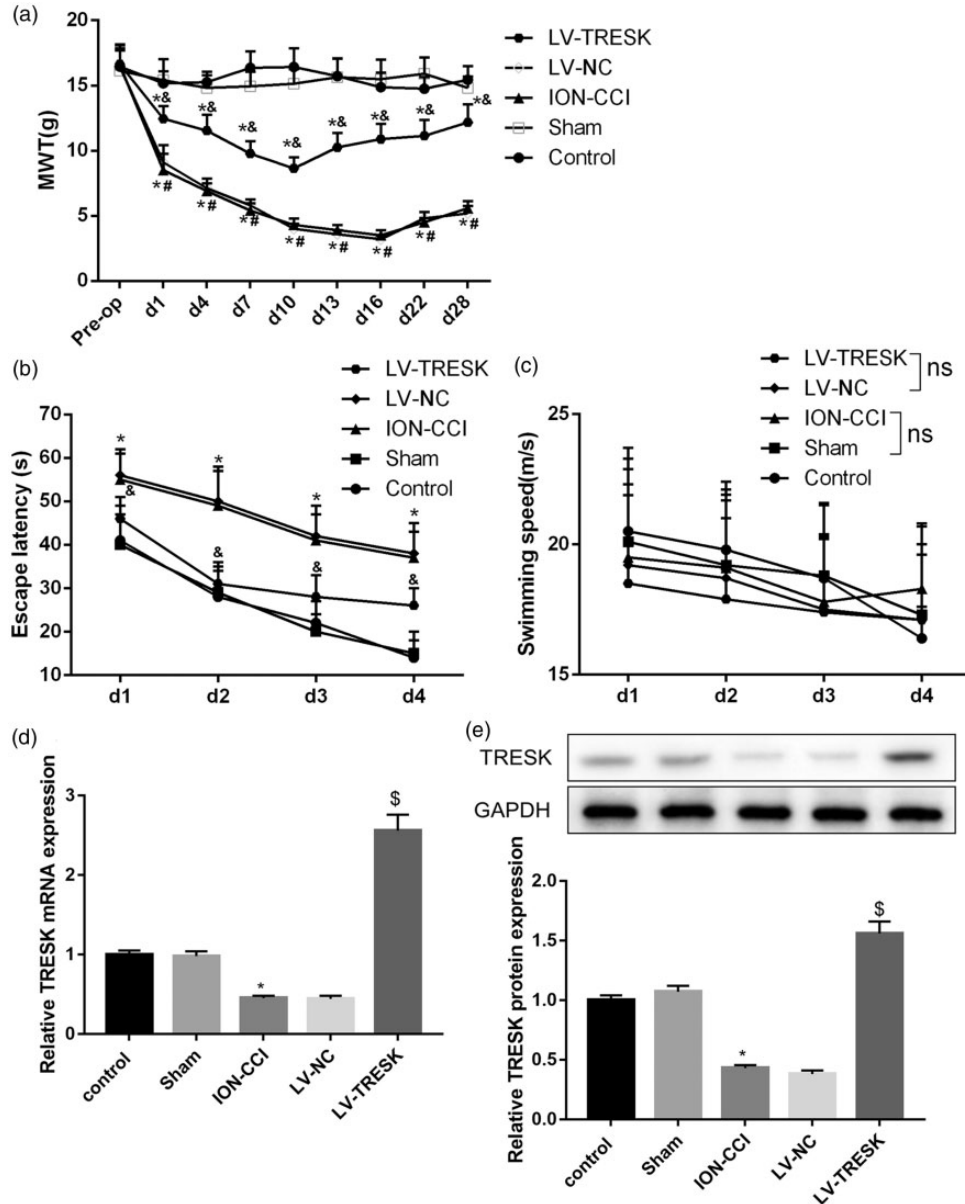 (a)
20
15
10
5
0
MWT(g)
*& *& *& *& *& *& *& *&
*# *# *# *# *# *# *# *#
Pre-op d1 d4 d7 d10 d13 d16 d22 d28
LV-TRESK
LV-NC
ION-CCI
Sham
Control
(b)
LV-TRESK
LV-NC
ION-CCI
Sham
Control
70
60
50
40
30
20
10
Escape latency (s)
* * * *
& & & &
d1 d2 d3 d4
(c)
LV-TRESK
LV-NC
ns
ION-CCI
Sham
ns
Control
25
20
15
Swimming speed(m/s)
d1 d2 d3 d4
(d)
Relative TRESK mRNA expression
3
2
1
0
* $
control Sham ION-CCI LV-NC LV-TRESK
(e)
TRESK
GAPDH
Relative TRESK protein expression
2.0
1.5
1.0
0.5
0.0
* $
control Sham ION-CCI LV-NC LV-TRESK